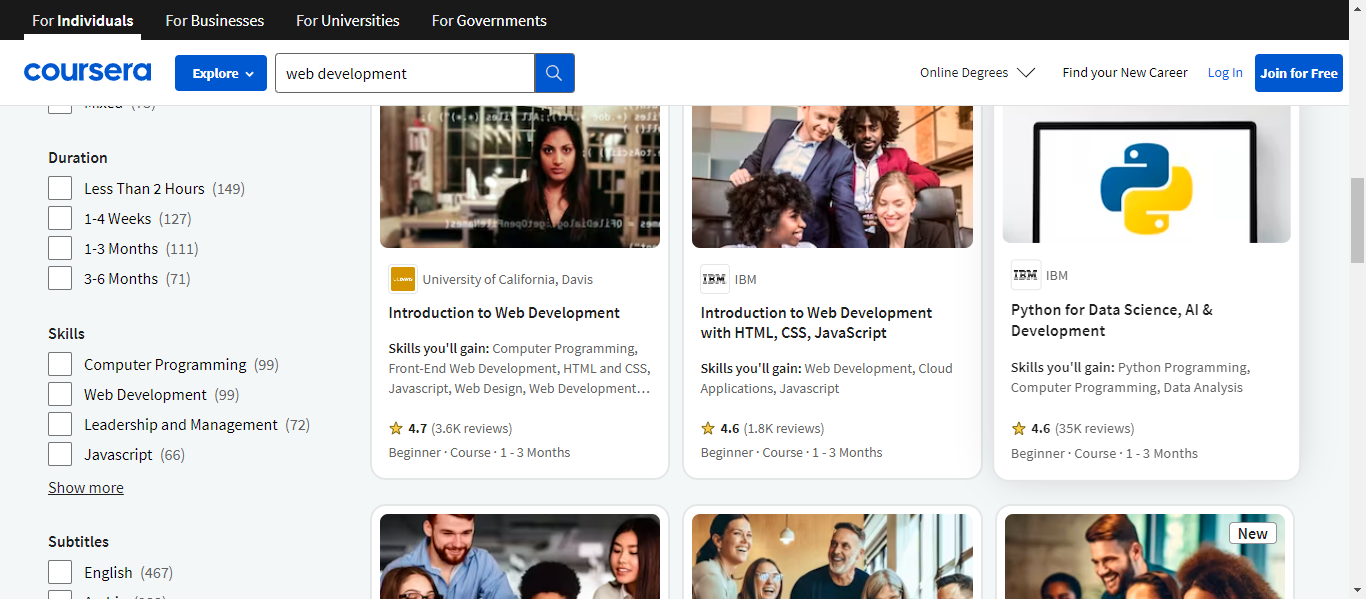 For Individuals
For Businesses
For Universities
For Governments
coursera
Explore
web development
Online Degrees
Find your New Career
Log In
Join for Free
Duration
Less Than 2 Hours (149)
1-4 Weeks (127)
1-3 Months (111)
3-6 Months (71)
Skills
Computer Programming (99)
Web Development (99)
Leadership and Management (72)
Javascript (66)
Show more
Subtitles
English (467)
University of California, Davis
Introduction to Web Development
Skills you'll gain: Computer Programming,
Front-End Web Development, HTML and CSS,
Javascript, Web Design, Web Development…
4.7 (3.6K reviews)
Beginner · Course · 1 - 3 Months
IBM
IBM
Introduction to Web Development
with HTML, CSS, JavaScript
Skills you'll gain: Web Development, Cloud
Applications, Javascript
4.6 (1.8K reviews)
Beginner · Course · 1 - 3 Months
IBM
IBM
Python for Data Science, AI &
Development
Skills you'll gain: Python Programming,
Computer Programming, Data Analysis
4.6 (35K reviews)
Beginner · Course · 1 - 3 Months
New